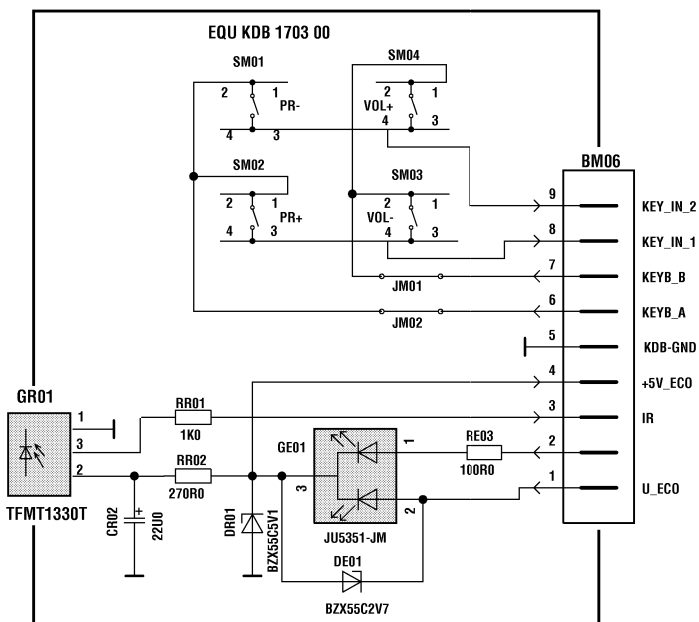 EQU KDB 1703 00
SM01
SM04
2 1
PR-
4 3
2 1
VOL+
4 3
SM02
SM03
2 1
PR+
4 3
2 1
VOL-
4 3
BM06
9 KEY_IN_2
8 KEY_IN_1
7 KEYB_B
JM01
6 KEYB_A
JM02
5 KDB-GND
4 +5V_ECO
3 IR
2
1 U_ECO
GR01
1
3
2
TFMT1330T
RR01
1K0
RR02
270R0
CR02
+
22U0
DR01
BZX55C5V1
GE01
1
3
2
JU5351-JM
RE03
100R0
DE01
BZX55C2V7